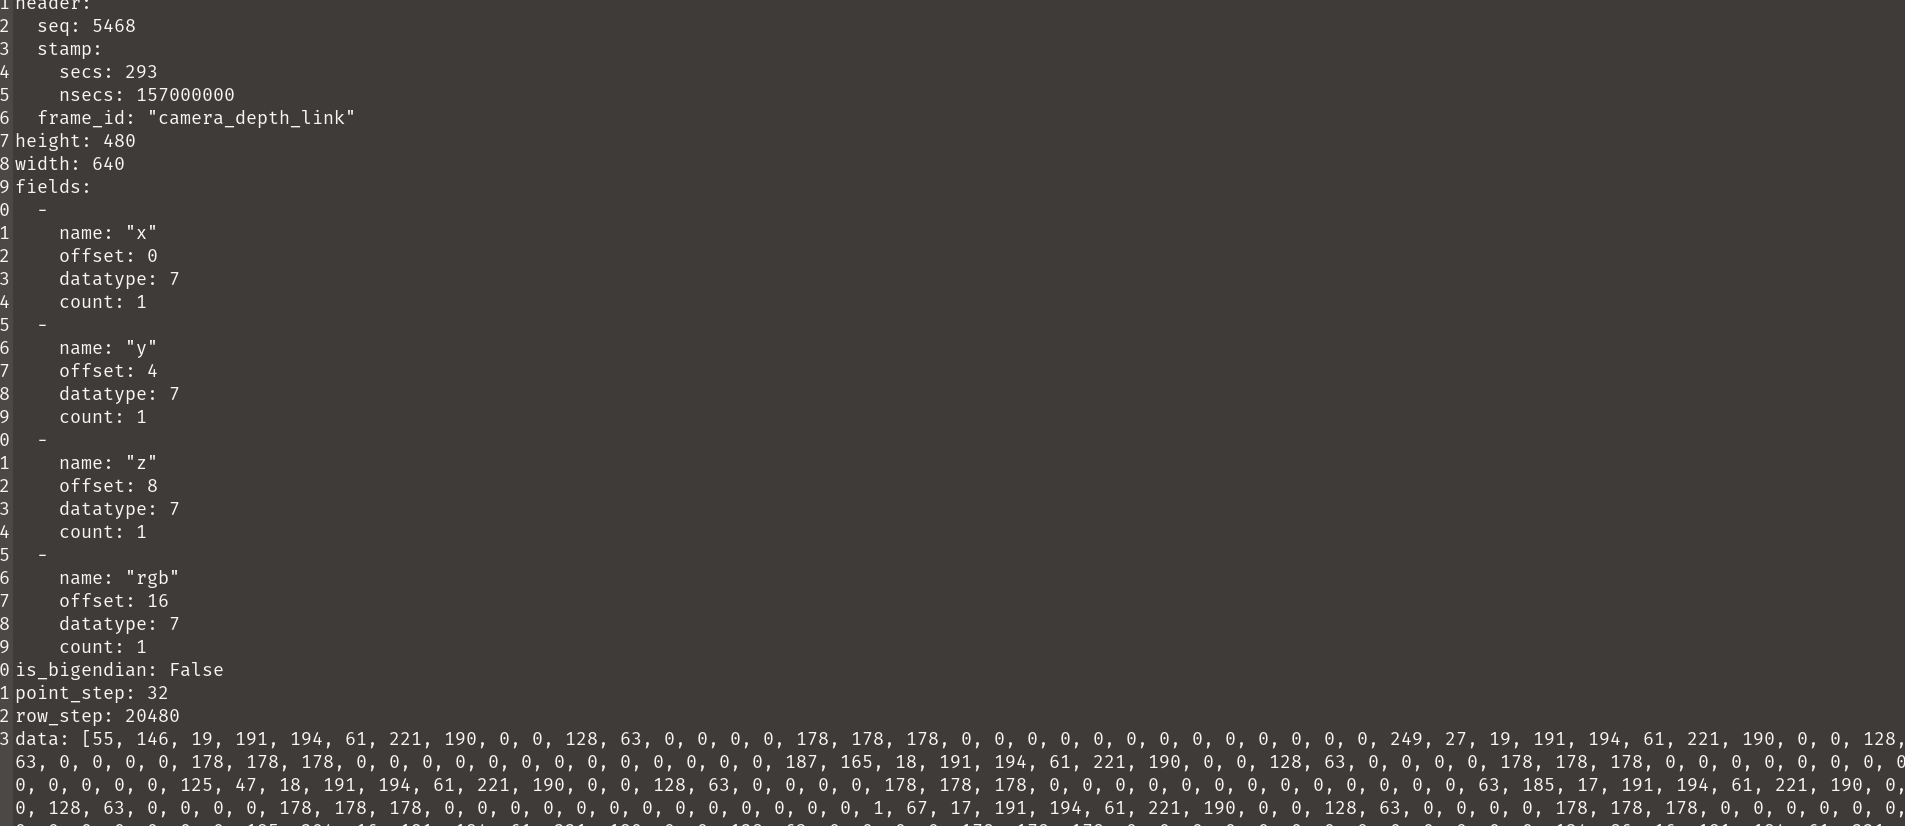 1 header:
2 seq: 5468
3 stamp:
4 secs: 293
5 nsecs: 157000000
6 frame_id: "camera_depth_link"
7 height: 480
8 width: 640
9 fields:
0 -
1 name: "x"
2 offset: 0
3 datatype: 7
4 count: 1
5 -
6 name: "y"
7 offset: 4
8 datatype: 7
9 count: 1
0 -
1 name: "z"
2 offset: 8
3 datatype: 7
4 count: 1
5 -
6 name: "rgb"
7 offset: 16
8 datatype: 7
9 count: 1
0 is_bigendian: False
1 point_step: 32
2 row_step: 20480
3 data: [55, 146, 19, 191, 194, 61, 221, 190, 0, 0, 128, 63, 0, 0, 0, 0, 178, 178, 178, 0, 0, 0, 0, 0, 0, 0, 0, 0, 0, 0, 0, 0, 249, 27, 19, 191, 194, 61, 221, 190, 0, 0, 128,
63, 0, 0, 0, 0, 178, 178, 178, 0, 0, 0, 0, 0, 0, 0, 0, 0, 0, 0, 0, 0, 187, 165, 18, 191, 194, 61, 221, 190, 0, 0, 128, 63, 0, 0, 0, 0, 178, 178, 178, 0, 0, 0, 0, 0, 0, 0, 0
0, 0, 0, 0, 0, 125, 47, 18, 191, 194, 61, 221, 190, 0, 0, 128, 63, 0, 0, 0, 0, 178, 178, 178, 0, 0, 0, 0, 0, 0, 0, 0, 0, 0, 0, 0, 0, 63, 185, 17, 191, 194, 61, 221, 190, 0,
0, 128, 63, 0, 0, 0, 0, 178, 178, 178, 0, 0, 0, 0, 0, 0, 0, 0, 0, 0, 0, 0, 0, 1, 67, 17, 191, 194, 61, 221, 190, 0, 0, 128, 63, 0, 0, 0, 0, 178, 178, 178, 0, 0, 0, 0, 0, 0,